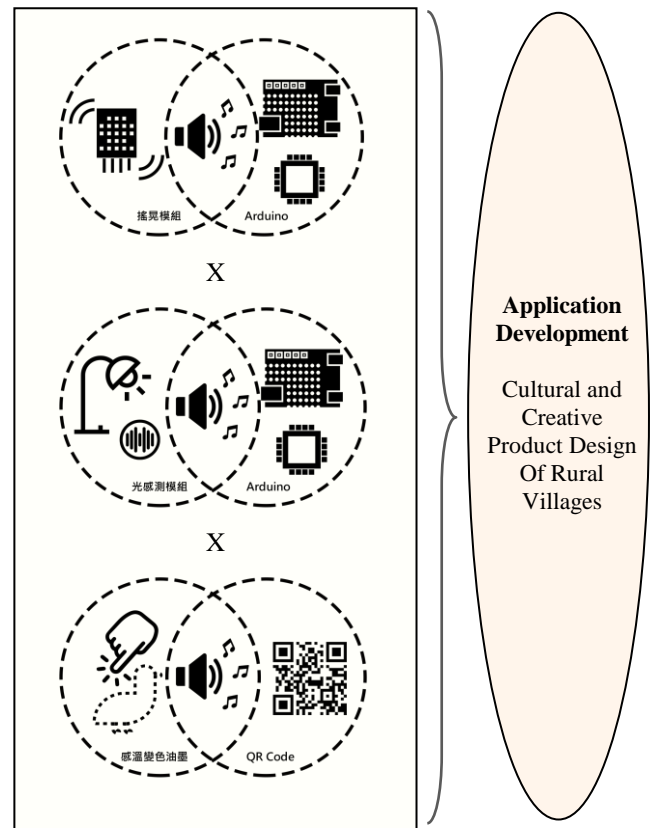 搖晃模組
Arduino
X
光感測模組
Arduino
X
感溫變色油墨
QR Code
Application
Development
Cultural and
Creative
Product Design
Of Rural
Villages